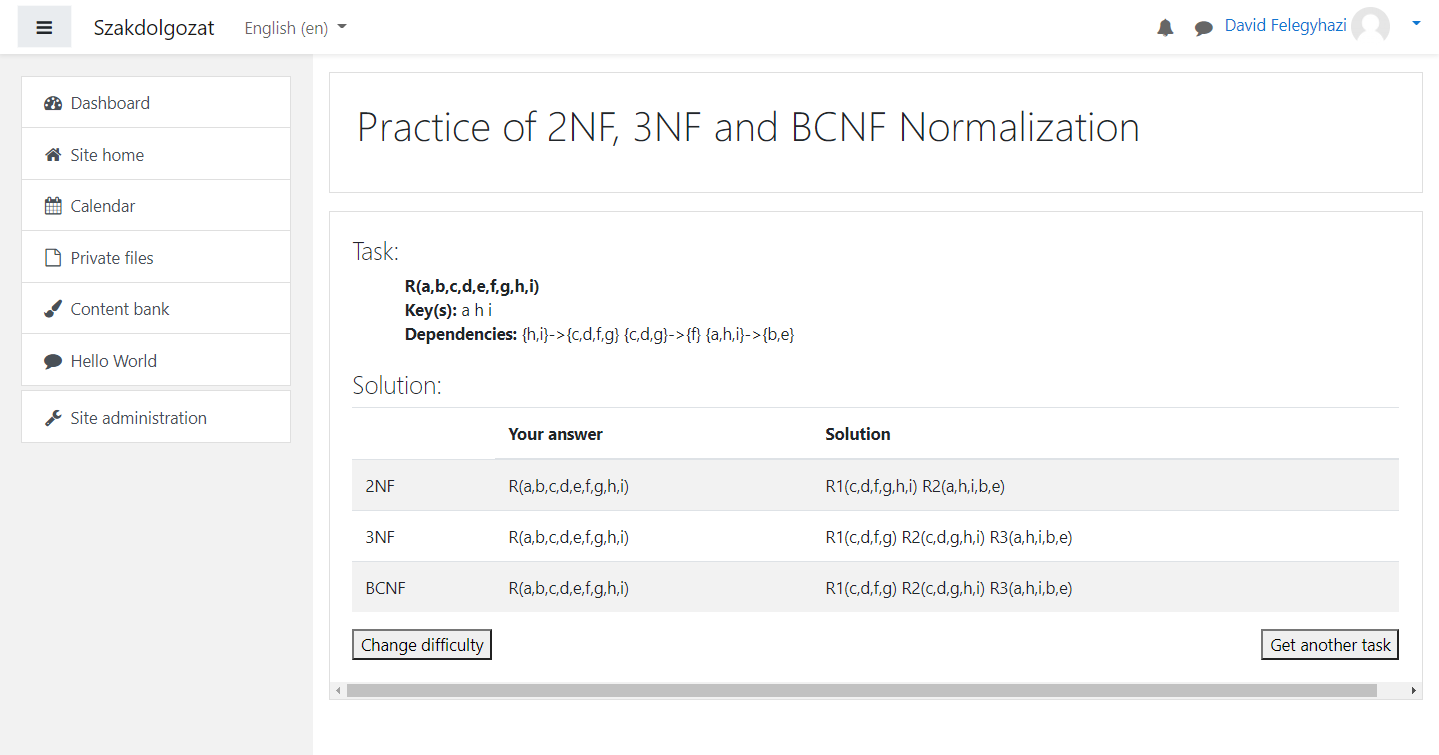 Szakdolgozat English (en) David Felegyhazi
Dashboard
Site home
Calendar
Private files
Content bank
Hello World
Site administration
Practice of 2NF, 3NF and BCNF Normalization
Task:
R(a,b,c,d,e,f,g,h,i)
Key(s): a h i
Dependencies: {h,i}->{c,d,f,g} {c,d,g}->{f} {a,h,i}->{b,e}
Solution:
Your answer Solution
2NF R(a,b,c,d,e,f,g,h,i) R1(c,d,f,g,h,i) R2(a,h,i,b,e)
3NF R(a,b,c,d,e,f,g,h,i) R1(c,d,f,g) R2(c,d,g,h,i) R3(a,h,i,b,e)
BCNF R(a,b,c,d,e,f,g,h,i) R1(c,d,f,g) R2(c,d,g,h,i) R3(a,h,i,b,e)
Change difficulty Get another task